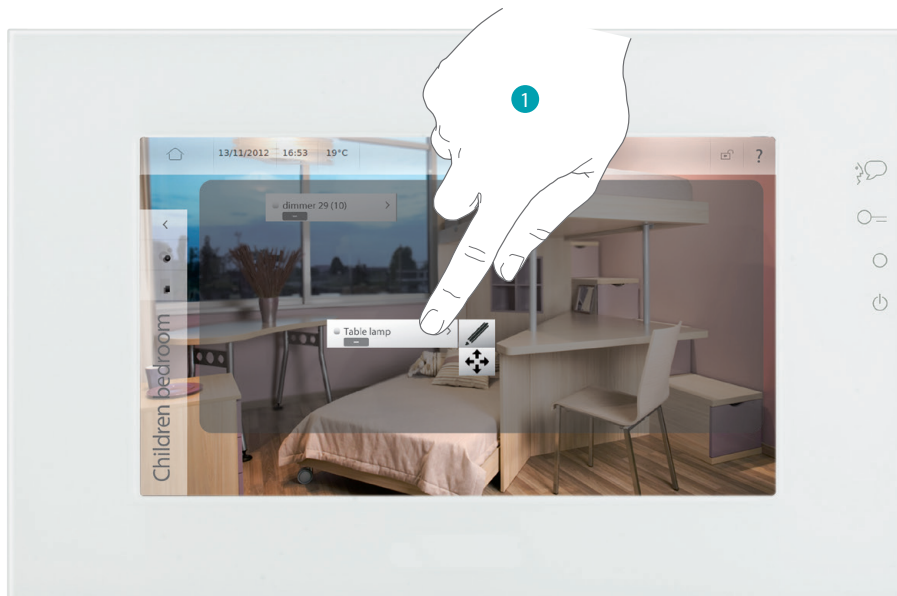 1
13/11/2012 16:53 19°C ?
dimmer 29 (10) >
<
Table lamp >
Children bedroom